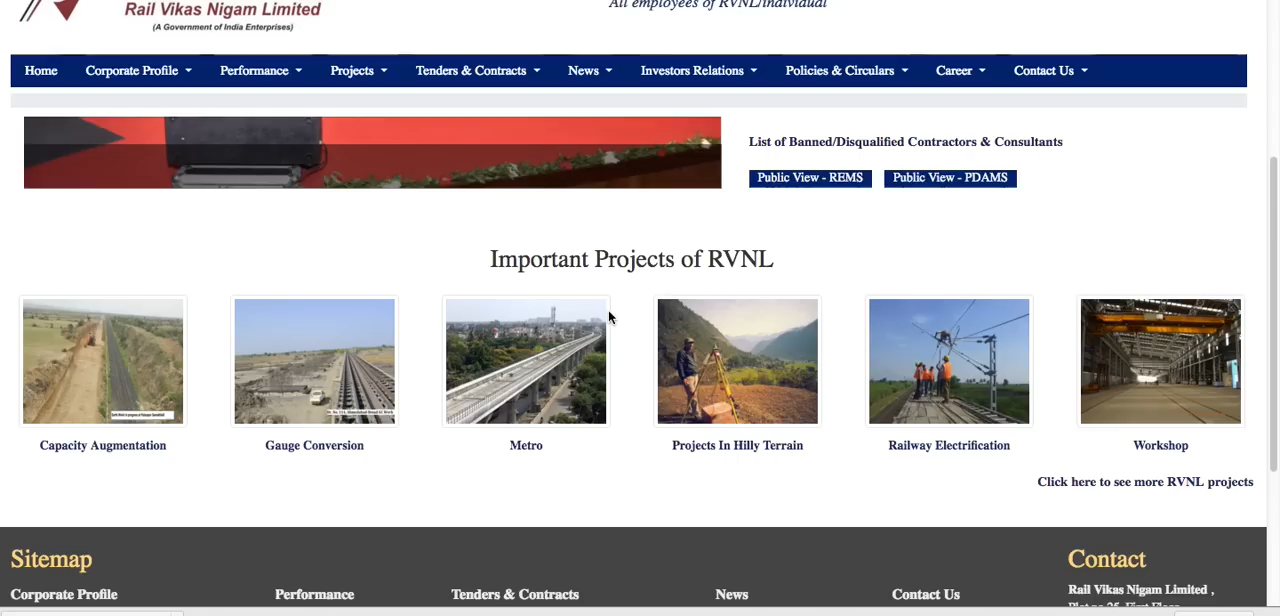 All employees of RVNL/individual
Rail Vikas Nigam Limited
(A Government of India Enterprises)
Home Corporate Profile Performance Projects Tenders & Contracts News Investors Relations Policies & Circulars Career Contact Us
List of Banned/Disqualified Contractors & Consultants
Public View - REMS Public View - PDAMS
Important Projects of RVNL
Capacity Augmentation Gauge Conversion Metro Projects In Hilly Terrain Railway Electrification Workshop
Click here to see more RVNL projects
Sitemap Contact
Corporate Profile Performance Tenders & Contracts News Contact Us Rail Vikas Nigam Limited ,